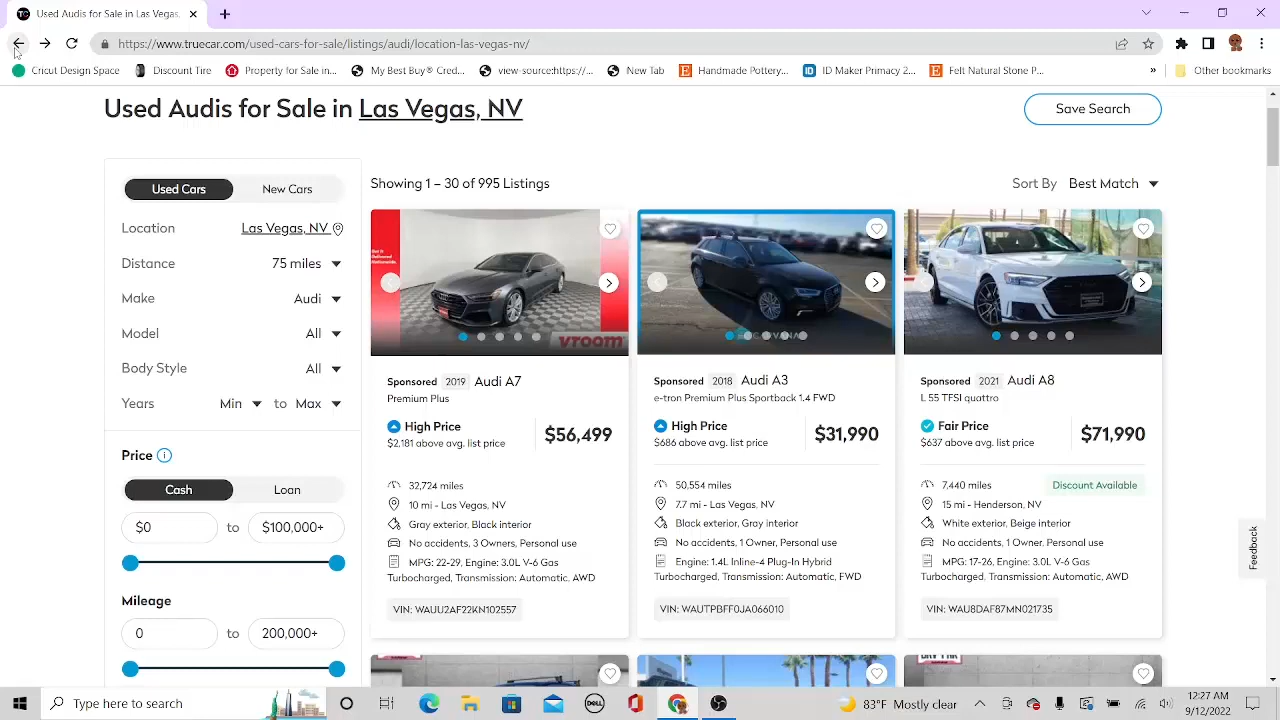 TC Used Audis for Sale in Las Vegas,
https://www.truecar.com/used-cars-for-sale/listings/audi/location-las-vegas-nv/
Cricut Design Space
Discount Tire
Property for Sale in...
My Best Buy® Cred...
view-source:https://...
New Tab
Handmade Pottery...
ID Maker Primacy 2...
Felt Natural Stone P...
»
Other bookmarks
Used Audis for Sale in Las Vegas, NV
Save Search
Used Cars
New Cars
Location
Las Vegas, NV
Distance
75 miles
Make
Audi
Model
All
Body Style
All
Years
Min to Max
Price
Cash
Loan
$0 to $100,000+
Mileage
0 to 200,000+
Showing 1 – 30 of 995 Listings
Sort By Best Match
vroom
Sponsored 2019 Audi A7
Premium Plus
High Price
$2,181 above avg. list price
$56,499
32,724 miles
10 mi - Las Vegas, NV
Gray exterior, Black interior
No accidents, 3 Owners, Personal use
MPG: 22-29, Engine: 3.0L V-6 Gas
Turbocharged, Transmission: Automatic, AWD
VIN: WAUU2AF22KN102557
CARVANA
Sponsored 2018 Audi A3
e-tron Premium Plus Sportback 1.4 FWD
High Price
$686 above avg. list price
$31,990
50,554 miles
7.7 mi - Las Vegas, NV
Black exterior, Gray interior
No accidents, 1 Owner, Personal use
Engine: 1.4L Inline-4 Plug-In Hybrid
Turbocharged, Transmission: Automatic, FWD
VIN: WAUTPBFF0JA066010
Sponsored 2021 Audi A8
L 55 TFSI quattro
Fair Price
$637 above avg. list price
$71,990
7,440 miles
Discount Available
15 mi - Henderson, NV
White exterior, Beige interior
No accidents, 1 Owner, Personal use
MPG: 17-26, Engine: 3.0L V-6 Gas
Turbocharged, Transmission: Automatic, AWD
VIN: WAU8DAF87MN021735
Feedback
Type here to search
DELL
83°F Mostly clear
12:27 AM
9/12/2022